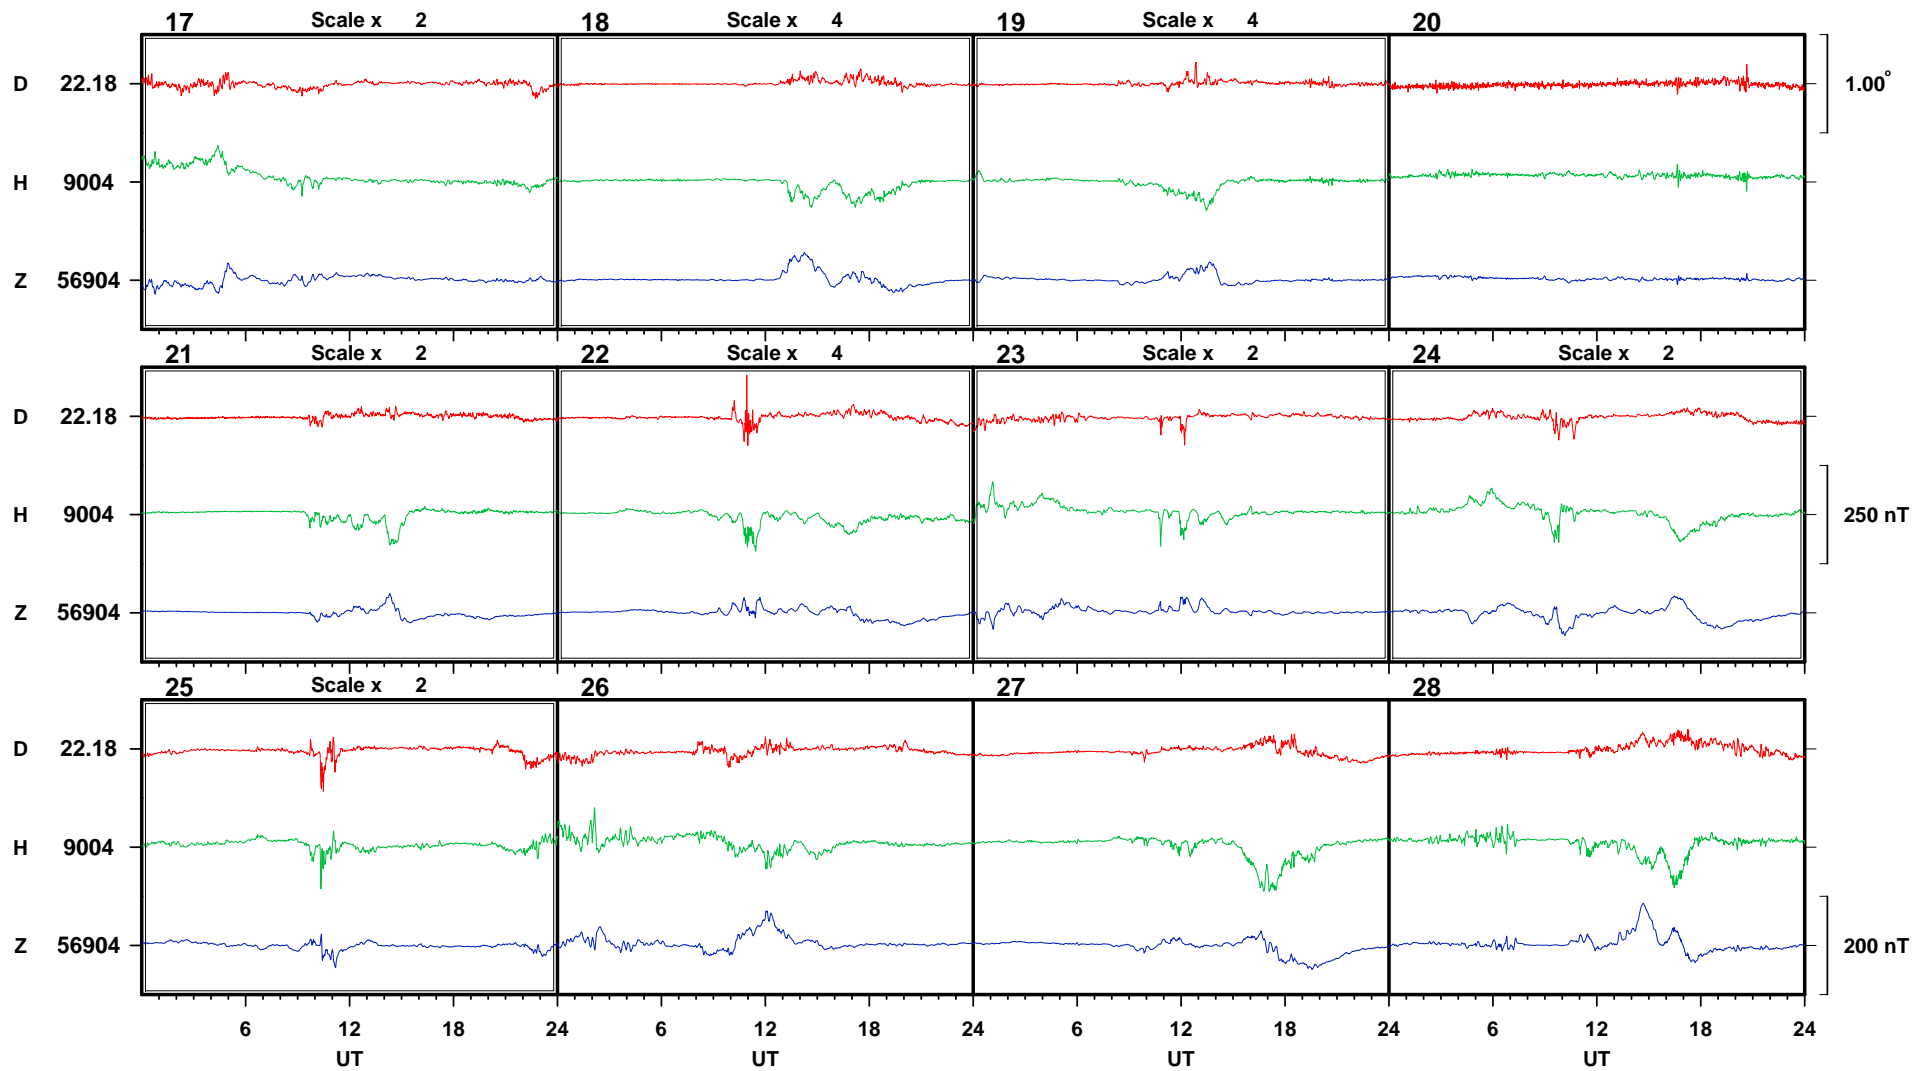 17 Scale x 2 18 Scale x 4 19 Scale x 4 20
D 22.18 1.00°
H 9004
Z 56904
21 Scale x 2 22 Scale x 4 23 Scale x 2 24 Scale x 2
D 22.18
H 9004 250 nT
Z 56904
25 Scale x 2 26 27 28
D 22.18
H 9004
Z 56904 200 nT
6 12 18 24 6 12 18 24 6 12 18 24 6 12 18 24
UT UT UT UT